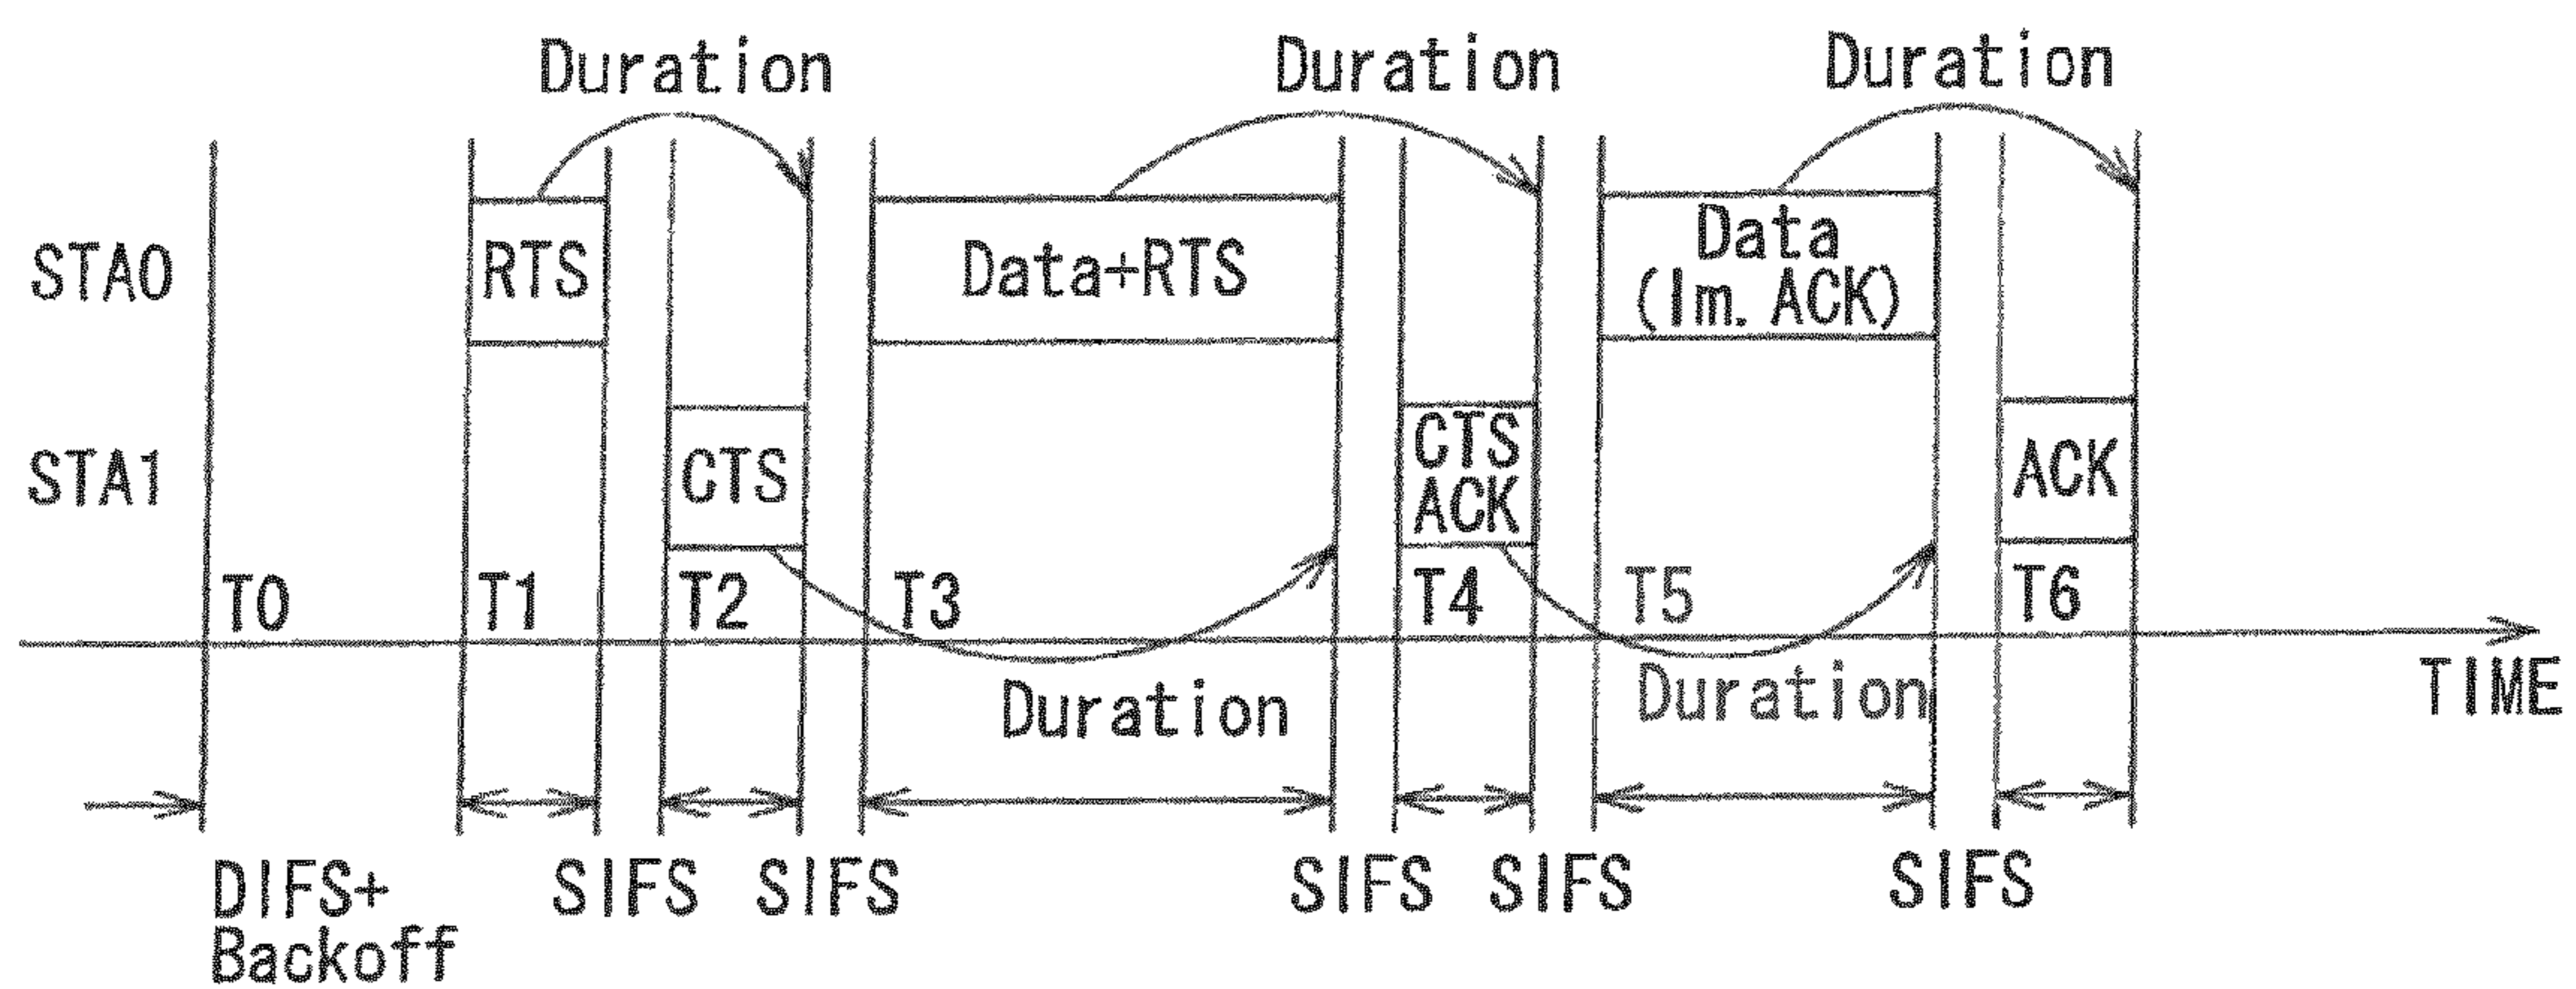 Duration
Duration
Duration
STA0
RTS
Data+RTS
Data
(Im. ACK)
STA1
CTS
CTS
ACK
ACK
T0
T1
T2
T3
T4
T5
T6
Duration
Duration
TIME
DIFS+
Backoff
SIFS
SIFS
SIFS
SIFS
SIFS